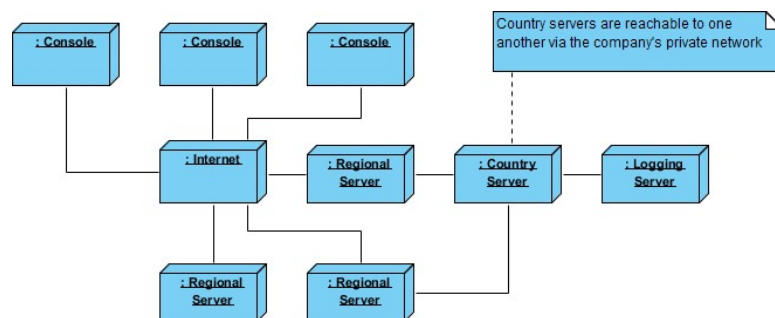 : Console
: Console
: Console
Country servers are reachable to one
another via the company's private network
: Internet
: Regional
Server
: Country
Server
: Logging
Server
: Regional
Server
: Regional
Server